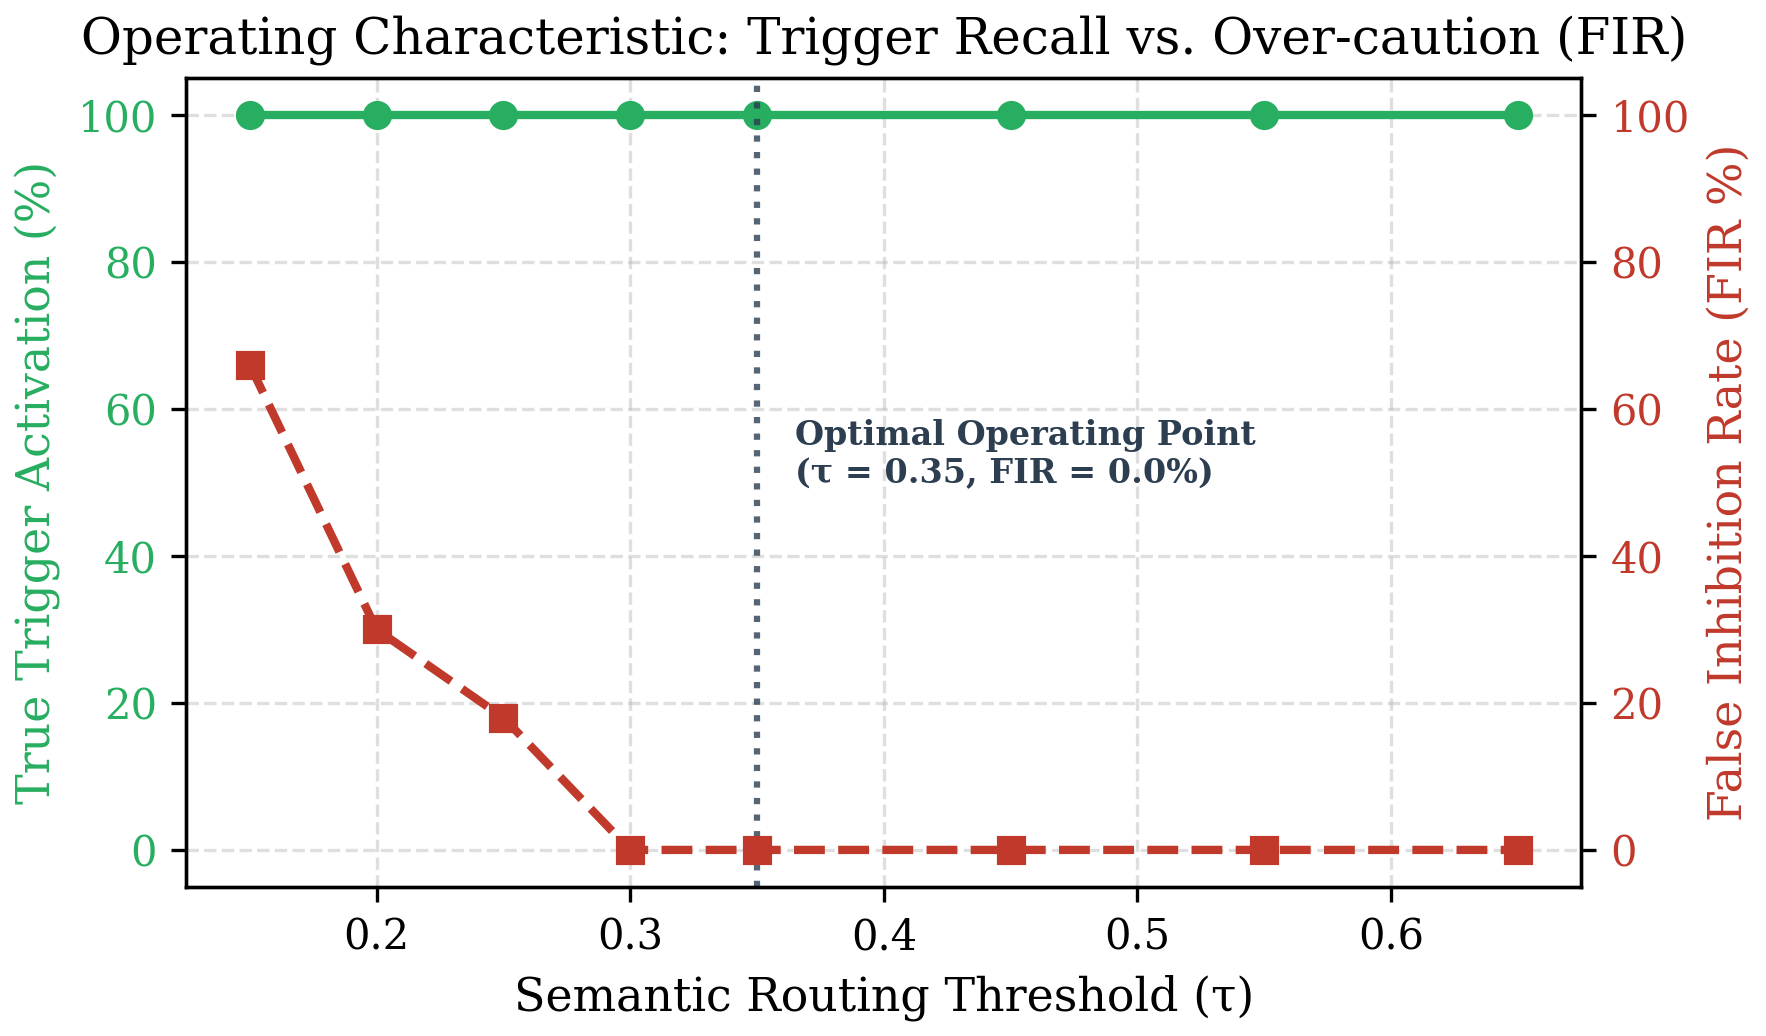 Operating Characteristic: Trigger Recall vs. Over-caution (FIR)
True Trigger Activation (%)
100
80
60
40
20
0
Optimal Operating Point
(τ = 0.35, FIR = 0.0%)
100
80
60
40
20
0
False Inhibition Rate (FIR %)
0.2 0.3 0.4 0.5 0.6
Semantic Routing Threshold (τ)